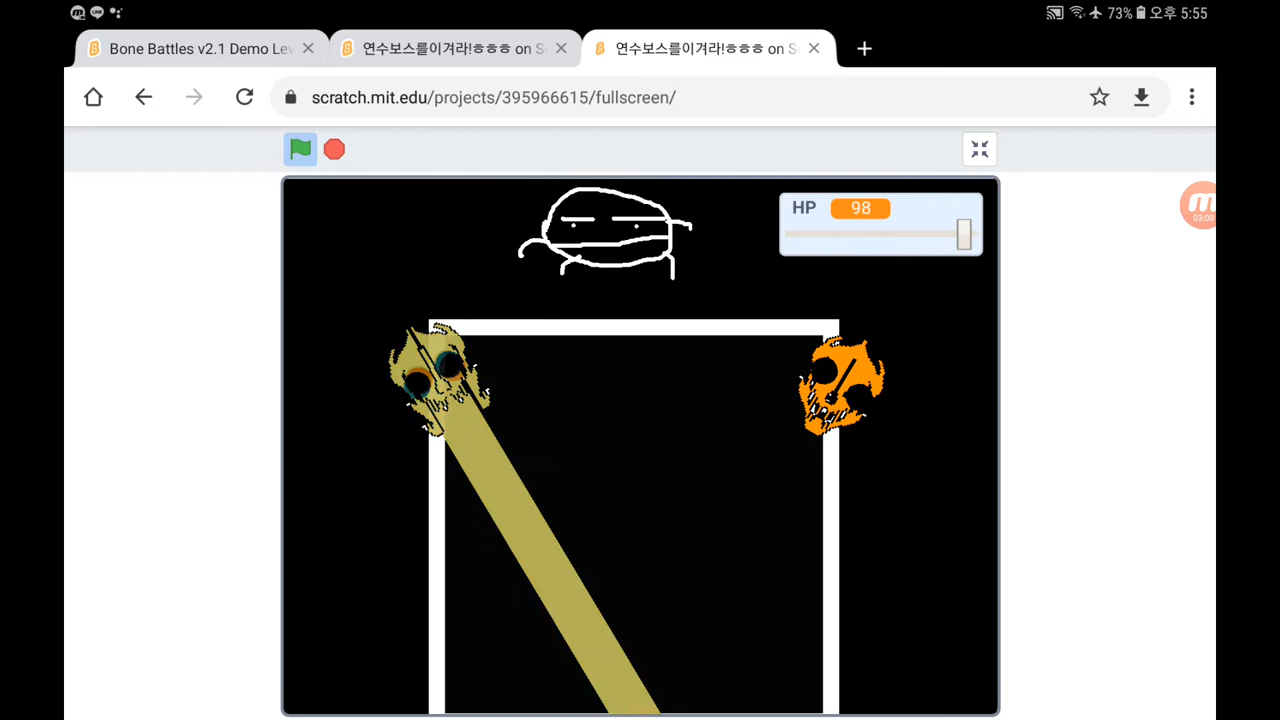 73% 오후 5:55
Bone Battles v2.1 Demo Lev
연수보스를이겨라!ㅎㅎㅎ on S
연수보스를이겨라!ㅎㅎㅎ on S
scratch.mit.edu/projects/395966615/fullscreen/
HP 98
03:00